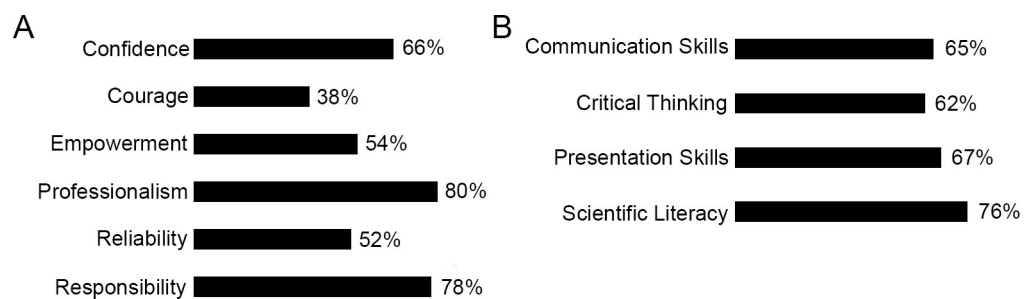 A
Confidence 66%
Courage 38%
Empowerment 54%
Professionalism 80%
Reliability 52%
Responsibility 78%
B
Communication Skills 65%
Critical Thinking 62%
Presentation Skills 67%
Scientific Literacy 76%